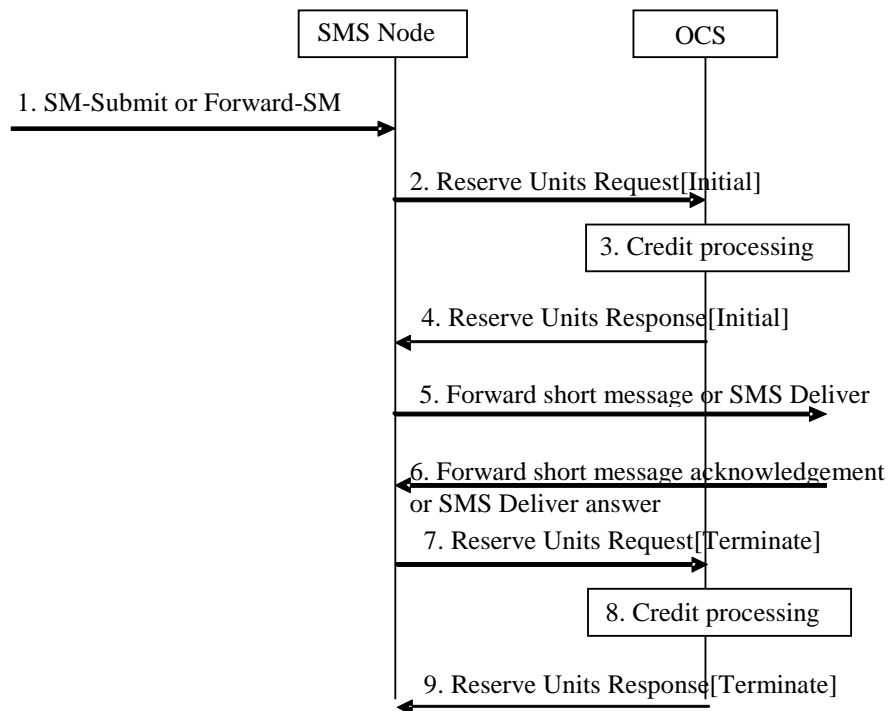 SMS Node
OCS
1. SM-Submit or Forward-SM
2. Reserve Units Request[Initial]
3. Credit processing
4. Reserve Units Response[Initial]
5. Forward short message or SMS Deliver
6. Forward short message acknowledgement
or SMS Deliver answer
7. Reserve Units Request[Terminate]
8. Credit processing
9. Reserve Units Response[Terminate]